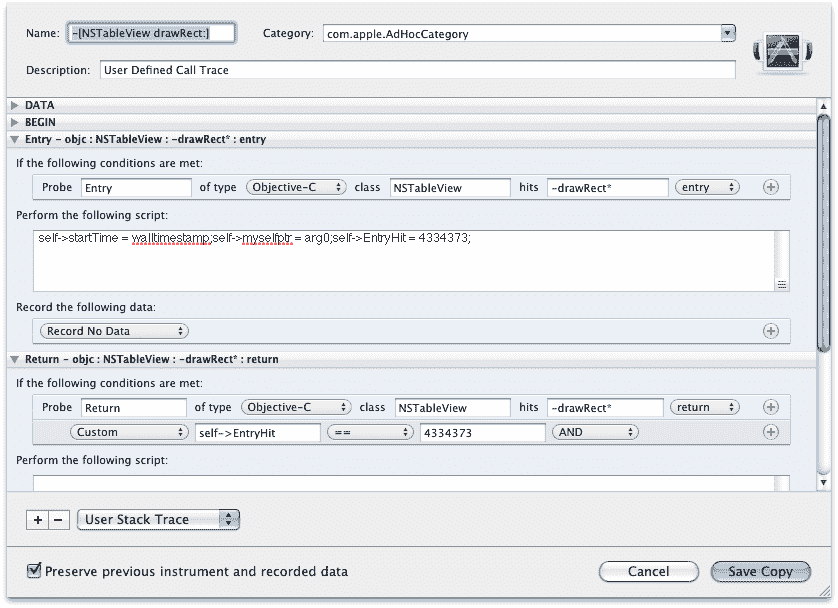 Name: -[NSTableView drawRect:] Category: com.apple.AdHocCategory
Description: User Defined Call Trace
DATA
BEGIN
Entry - objc : NSTableView : -drawRect* : entry
If the following conditions are met:
Probe Entry of type Objective-C class NSTableView hits -drawRect* entry
Perform the following script:
self->startTime = walltimestamp;self->myselfptr = arg0;self->EntryHit = 4334373;
Record the following data:
Record No Data
Return - objc : NSTableView : -drawRect* : return
If the following conditions are met:
Probe Return of type Objective-C class NSTableView hits -drawRect* return
Custom self->EntryHit == 4334373 AND
Perform the following script:
+ - User Stack Trace
Preserve previous instrument and recorded data Cancel Save Copy